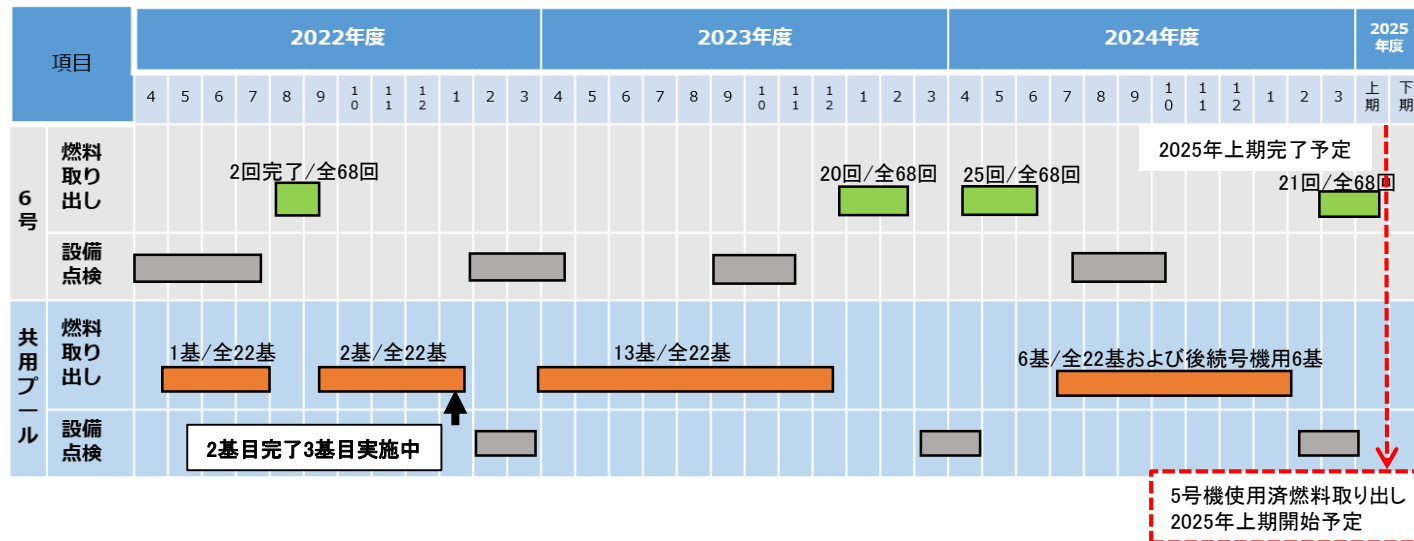 項目
2022年度
2023年度
2024年度
2025
年度
4 5 6 7 8 9 10 11 12 1 2 3 4 5 6 7 8 9 10 11 12 1 2 3 4 5 6 7 8 9 10 11 12 1 2 3 上期 下期
6号
燃料
取り
出し
2回完了/全68回
20回/全68回
25回/全68回
2025年上期完了予定
21回/全68回
設備
点検
共用プール
燃料
取り
出し
1基/全22基
2基/全22基
13基/全22基
6基/全22基および後続号機用6基
2基目完了3基目実施中
設備
点検
5号機使用済燃料取り出し
2025年上期開始予定